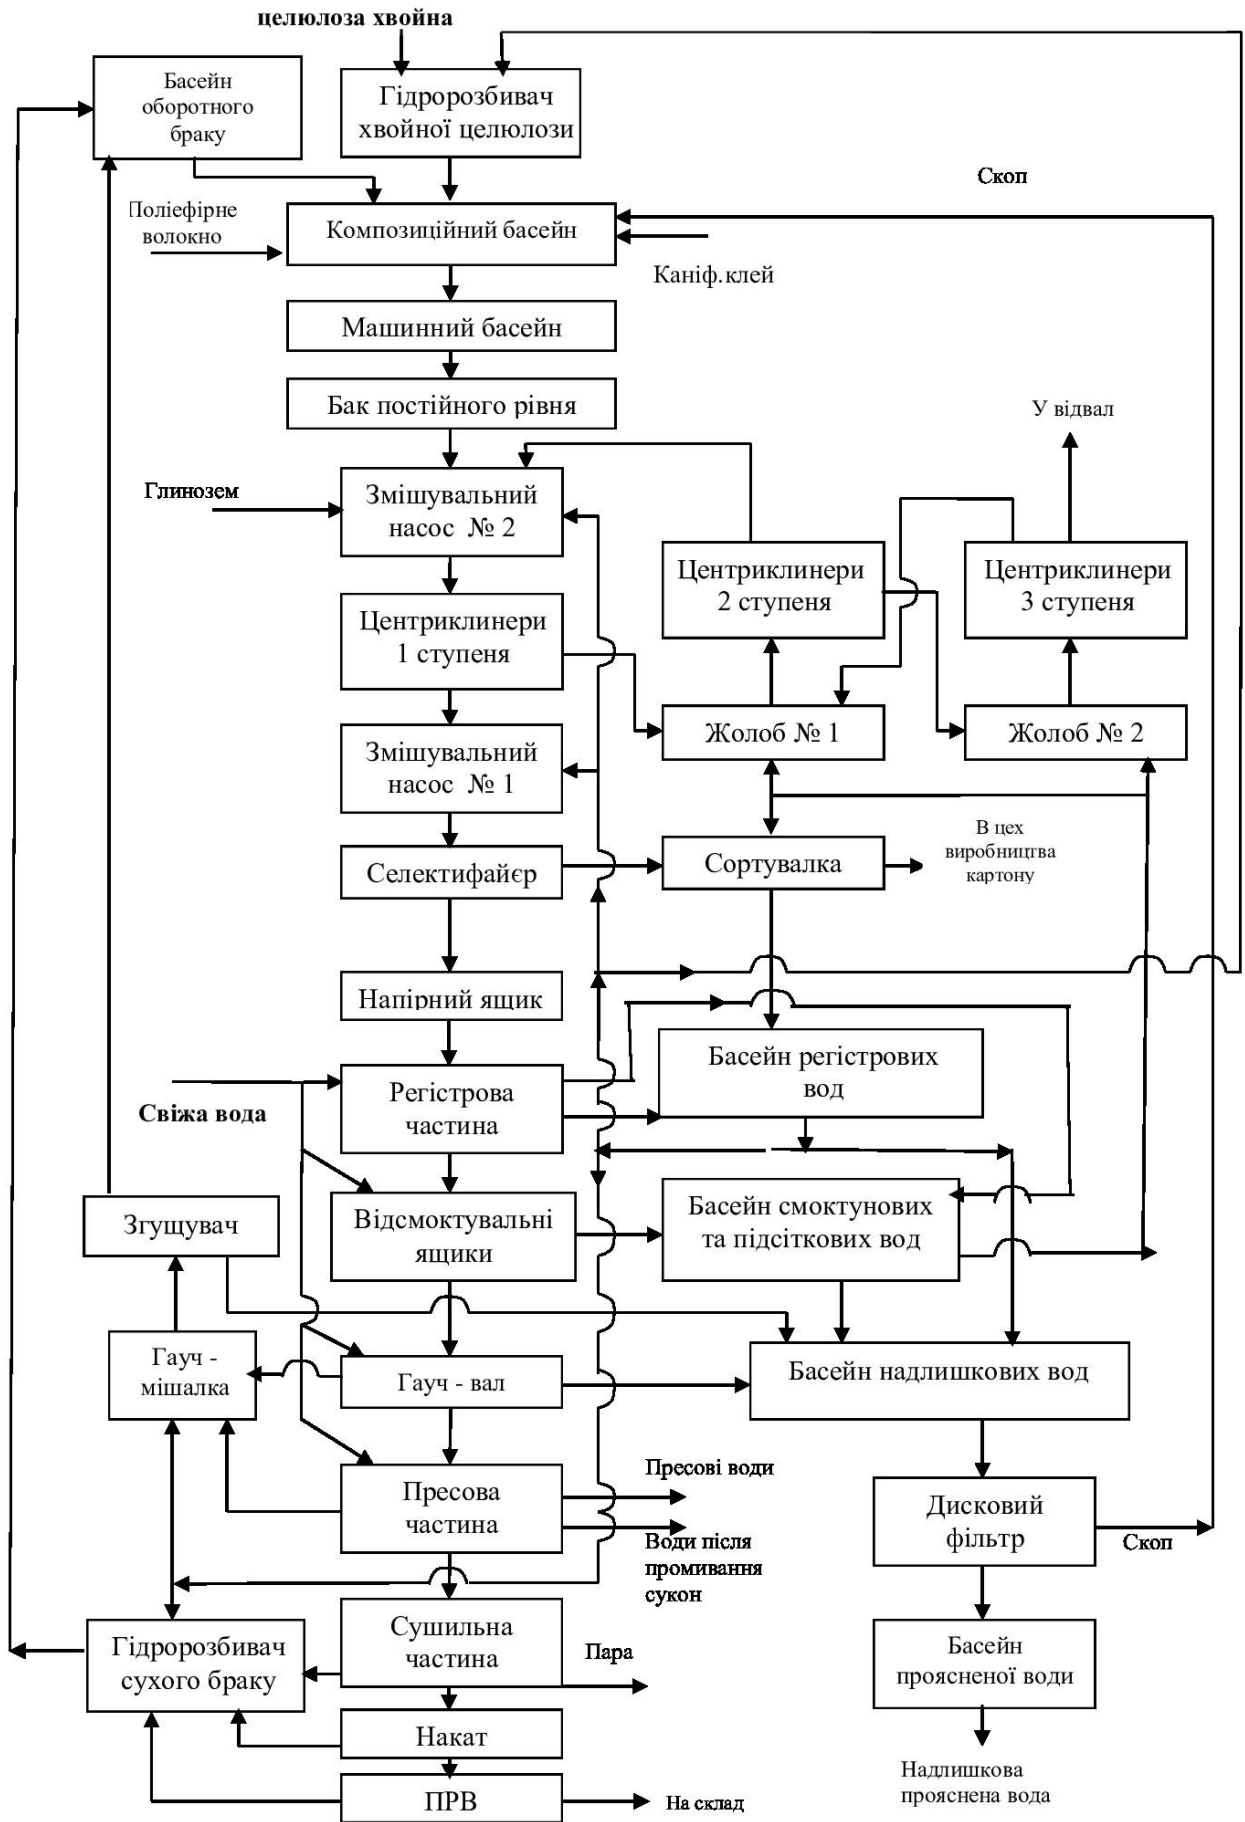 целюлоза хвойна
Басейн
оборотного
браку
Гідророзбивач
хвойної целюлози
Скоп
Поліефірне
волокно
Композиційний басейн
Каніф.клей
Машинний басейн
Бак постійного рівня
У відвал
Глинозем
Змішувальний
насос № 2
Центриклинери
2 ступеня
Центриклинери
3 ступеня
Центриклинери
1 ступеня
Жолоб № 1
Жолоб № 2
Змішувальний
насос № 1
В цех
виробництва
картону
Селектифайєр
Сортувалка
Напірний ящик
Басейн регістрових
вод
Регістрова
частина
Свіжа вода
Згущувач
Відсмоктувальні
ящики
Басейн смоктунових
та підсіткових вод
Гауч -
мішалка
Гауч - вал
Басейн надлишкових вод
Пресова
частина
Пресові води
Води після
промивання
сукон
Дисковий
фільтр
Скоп
Гідророзбивач
сухого браку
Сушильна
частина
Пара
Басейн
проясненої води
Накат
ПРВ
На склад
Надлишкова
прояснена вода